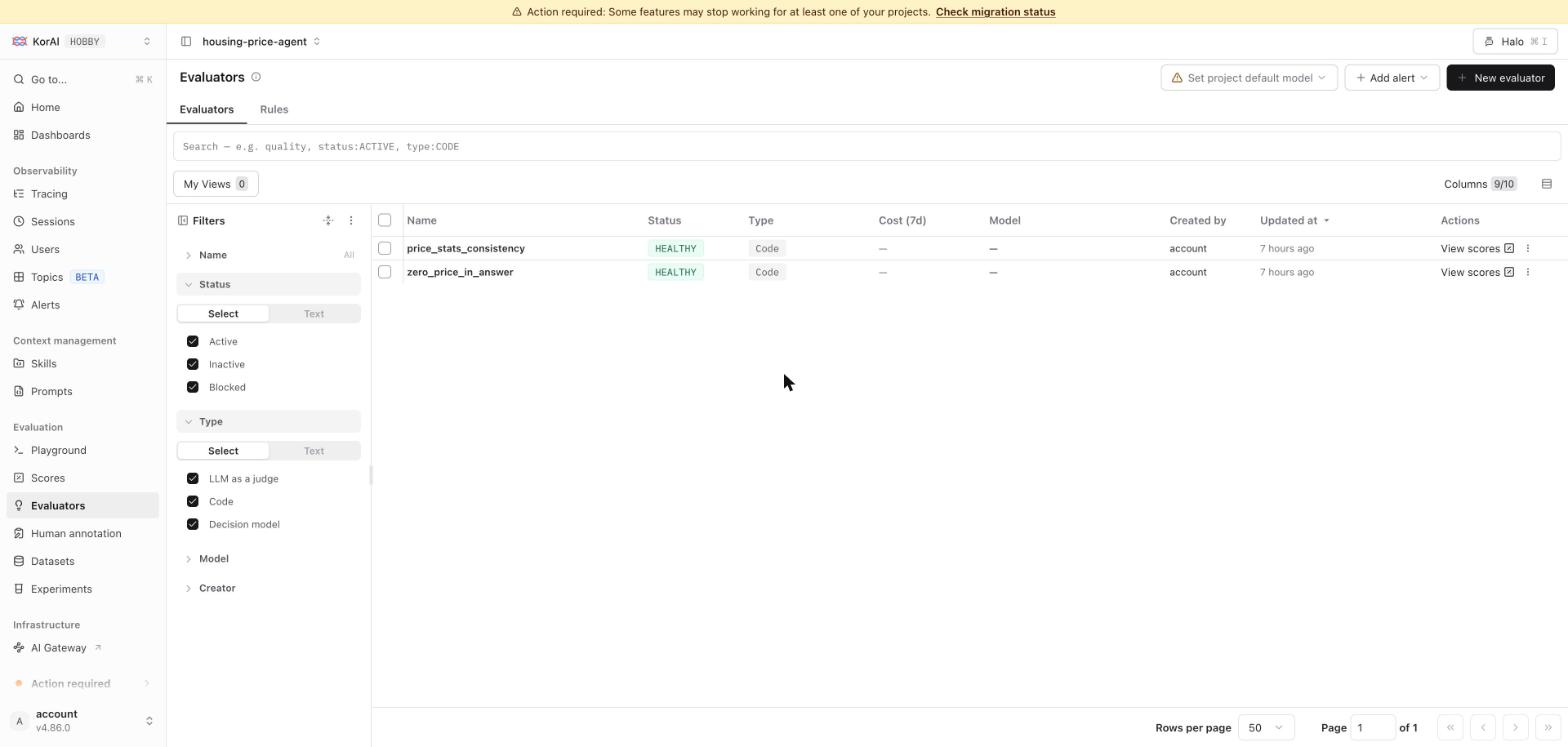 Action required: Some features may stop working for at least one of your projects. Check migration status
KorAI HOBBY
housing-price-agent
Halo ⌘ I
Go to... ⌘ K
Home
Dashboards
Observability
Tracing
Sessions
Users
Topics BETA
Alerts
Context management
Skills
Prompts
Evaluation
Playground
Scores
Evaluators
Human annotation
Datasets
Experiments
Infrastructure
AI Gateway
Action required
A account
v4.86.0
Evaluators
Set project default model
Add alert
New evaluator
Evaluators Rules
Search — e.g. quality, status:ACTIVE, type:CODE
My Views 0
Columns 9/10
Filters
Name All
Status
Select Text
Active
Inactive
Blocked
Type
Select Text
LLM as a judge
Code
Decision model
Model
Creator
Name Status Type Cost (7d) Model Created by Updated at Actions
price_stats_consistency HEALTHY Code — — account 7 hours ago View scores
zero_price_in_answer HEALTHY Code — — account 7 hours ago View scores
Rows per page 50 Page 1 of 1